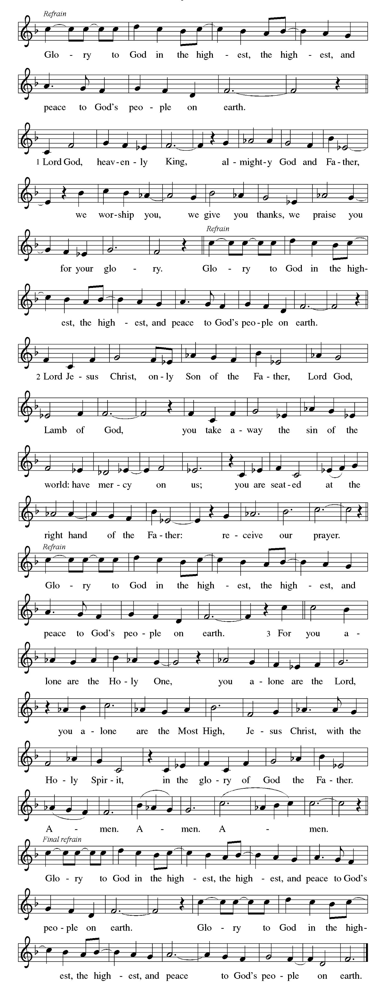 Refrain
Glo - ry to God in the high - est, the high - est, and
peace to God's peo - ple on earth.
1 Lord God, heav - en - ly King, al - might - y God and Fa - ther,
we wor - ship you, we give you thanks, we praise you
Refrain
for your glo - ry. Glo - ry to God in the high-
est, the high - est, and peace to God's peo - ple on earth.
2 Lord Je - sus Christ, on - ly Son of the Fa - ther, Lord God,
Lamb of God, you take a - way the sin of the
world: have mer - cy on us; you are seat - ed at the
right hand of the Fa - ther: re - ceive our prayer.
Refrain
Glo - ry to God in the high - est, the high - est, and
peace to God's peo - ple on earth. 3 For you a -
lone are the Ho - ly One, you a - lone are the Lord,
you a - lone are the Most High, Je - sus Christ, with the
Ho - ly Spir - it, in the glo - ry of God the Fa - ther.
A - men. A - men. A - men.
Final refrain
Glo - ry to God in the high - est, the high - est, and peace to God's
peo - ple on earth. Glo - ry to God in the high-
est, the high - est, and peace to God's peo - ple on earth.